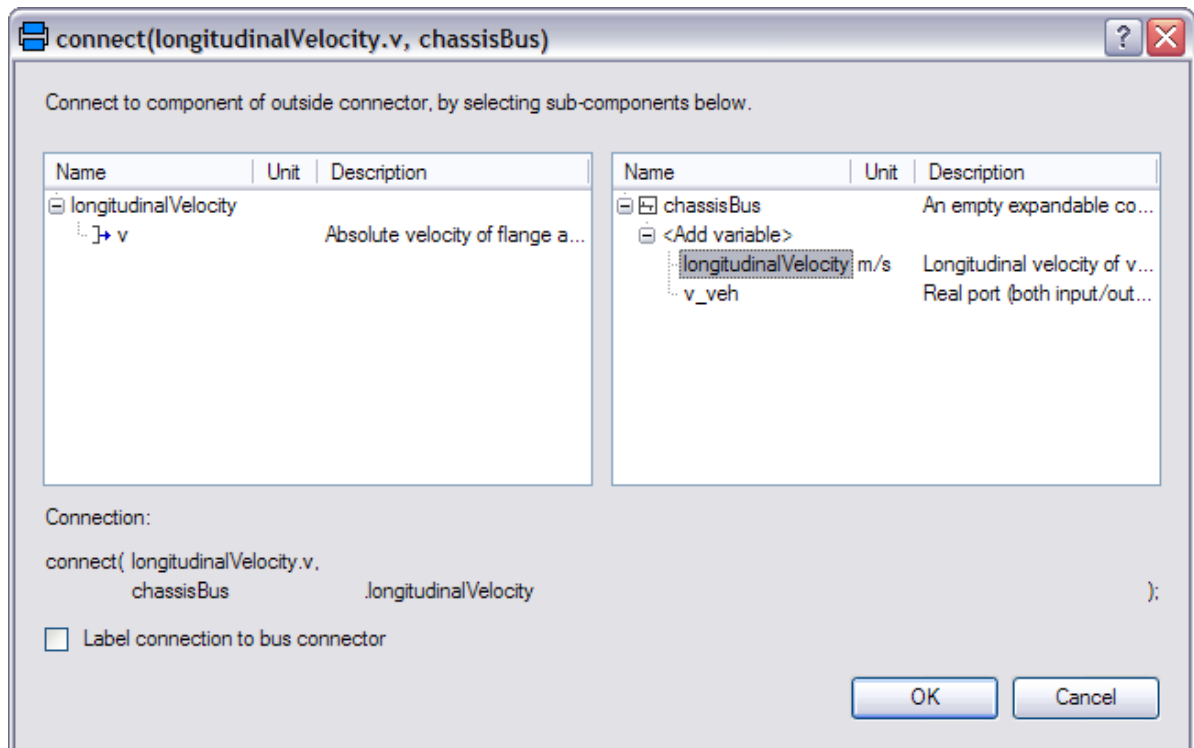 connect(longitudinalVelocity.v, chassisBus)
?
Connect to component of outside connector, by selecting sub-components below.
Name Unit Description
longitudinalVelocity
v Absolute velocity of flange a...
Name Unit Description
chassisBus An empty expandable co...
<Add variable>
longitudinalVelocity m/s Longitudinal velocity of v...
v_veh Real port (both input/out...
Connection:
connect( longitudinalVelocity.v,
chassisBus .longitudinalVelocity );
Label connection to bus connector
OK Cancel